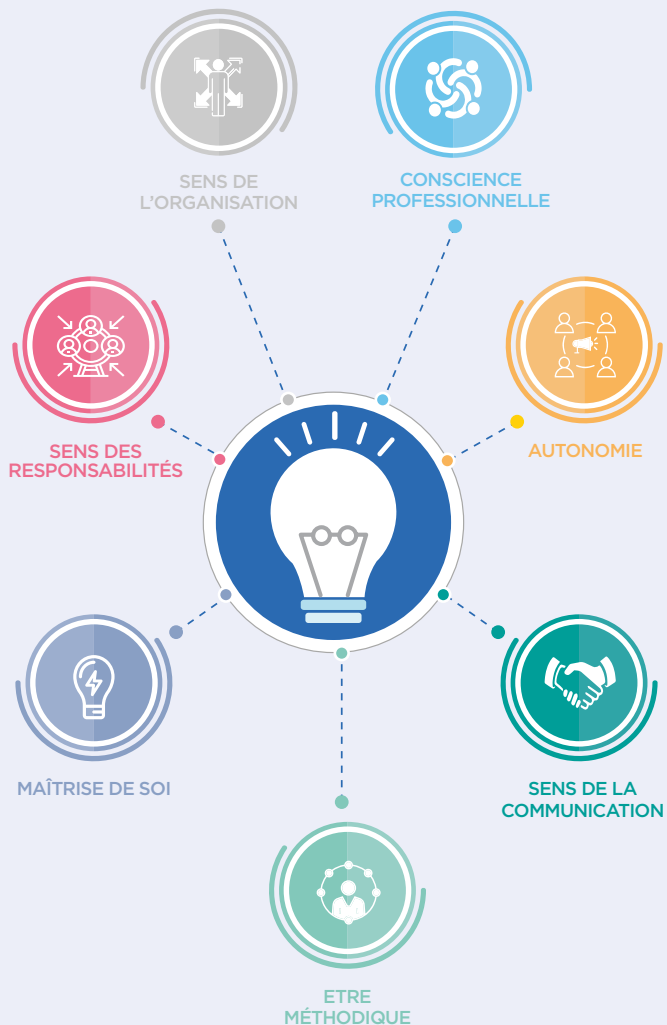 SENS DE
L'ORGANISATION
CONSCIENCE
PROFESSIONNELLE
SENS DES
RESPONSABILITÉS
AUTONOMIE
MAÎTRISE DE SOI
SENS DE LA
COMMUNICATION
ETRE
MÉTHODIQUE